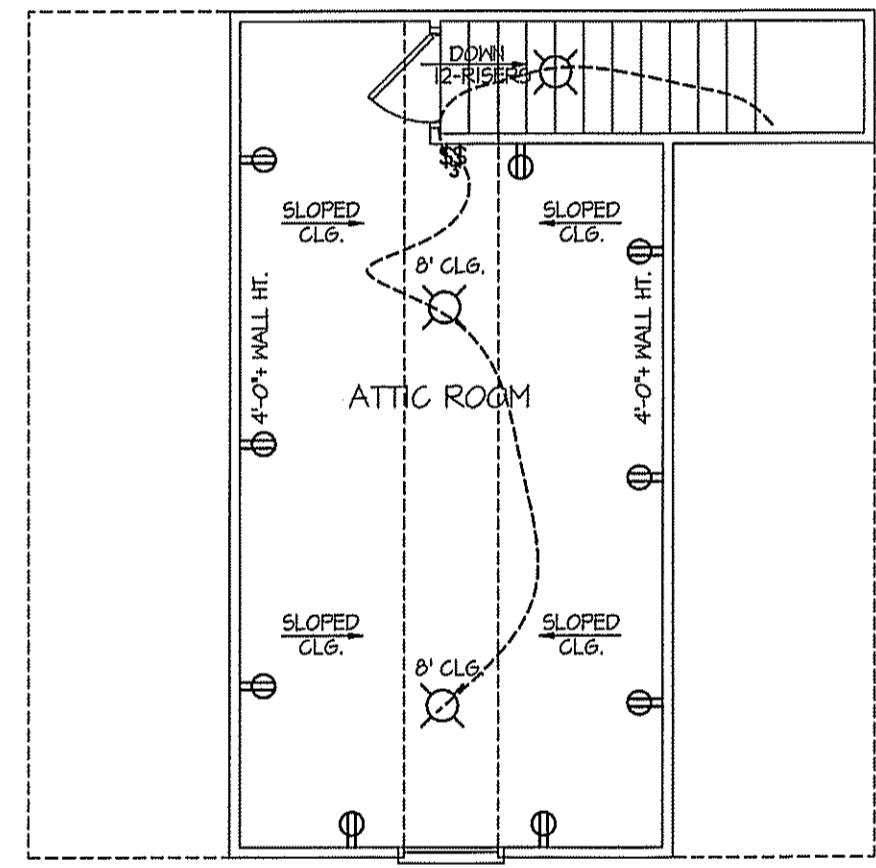 DOWN
12-RISERS
$$
3
SLOPED
CLG.
SLOPED
CLG.
8' CLG.
4'-0"+ WALL HT.
4'-0"+ WALL HT.
ATTIC ROOM
SLOPED
CLG.
SLOPED
CLG.
8' CLG.